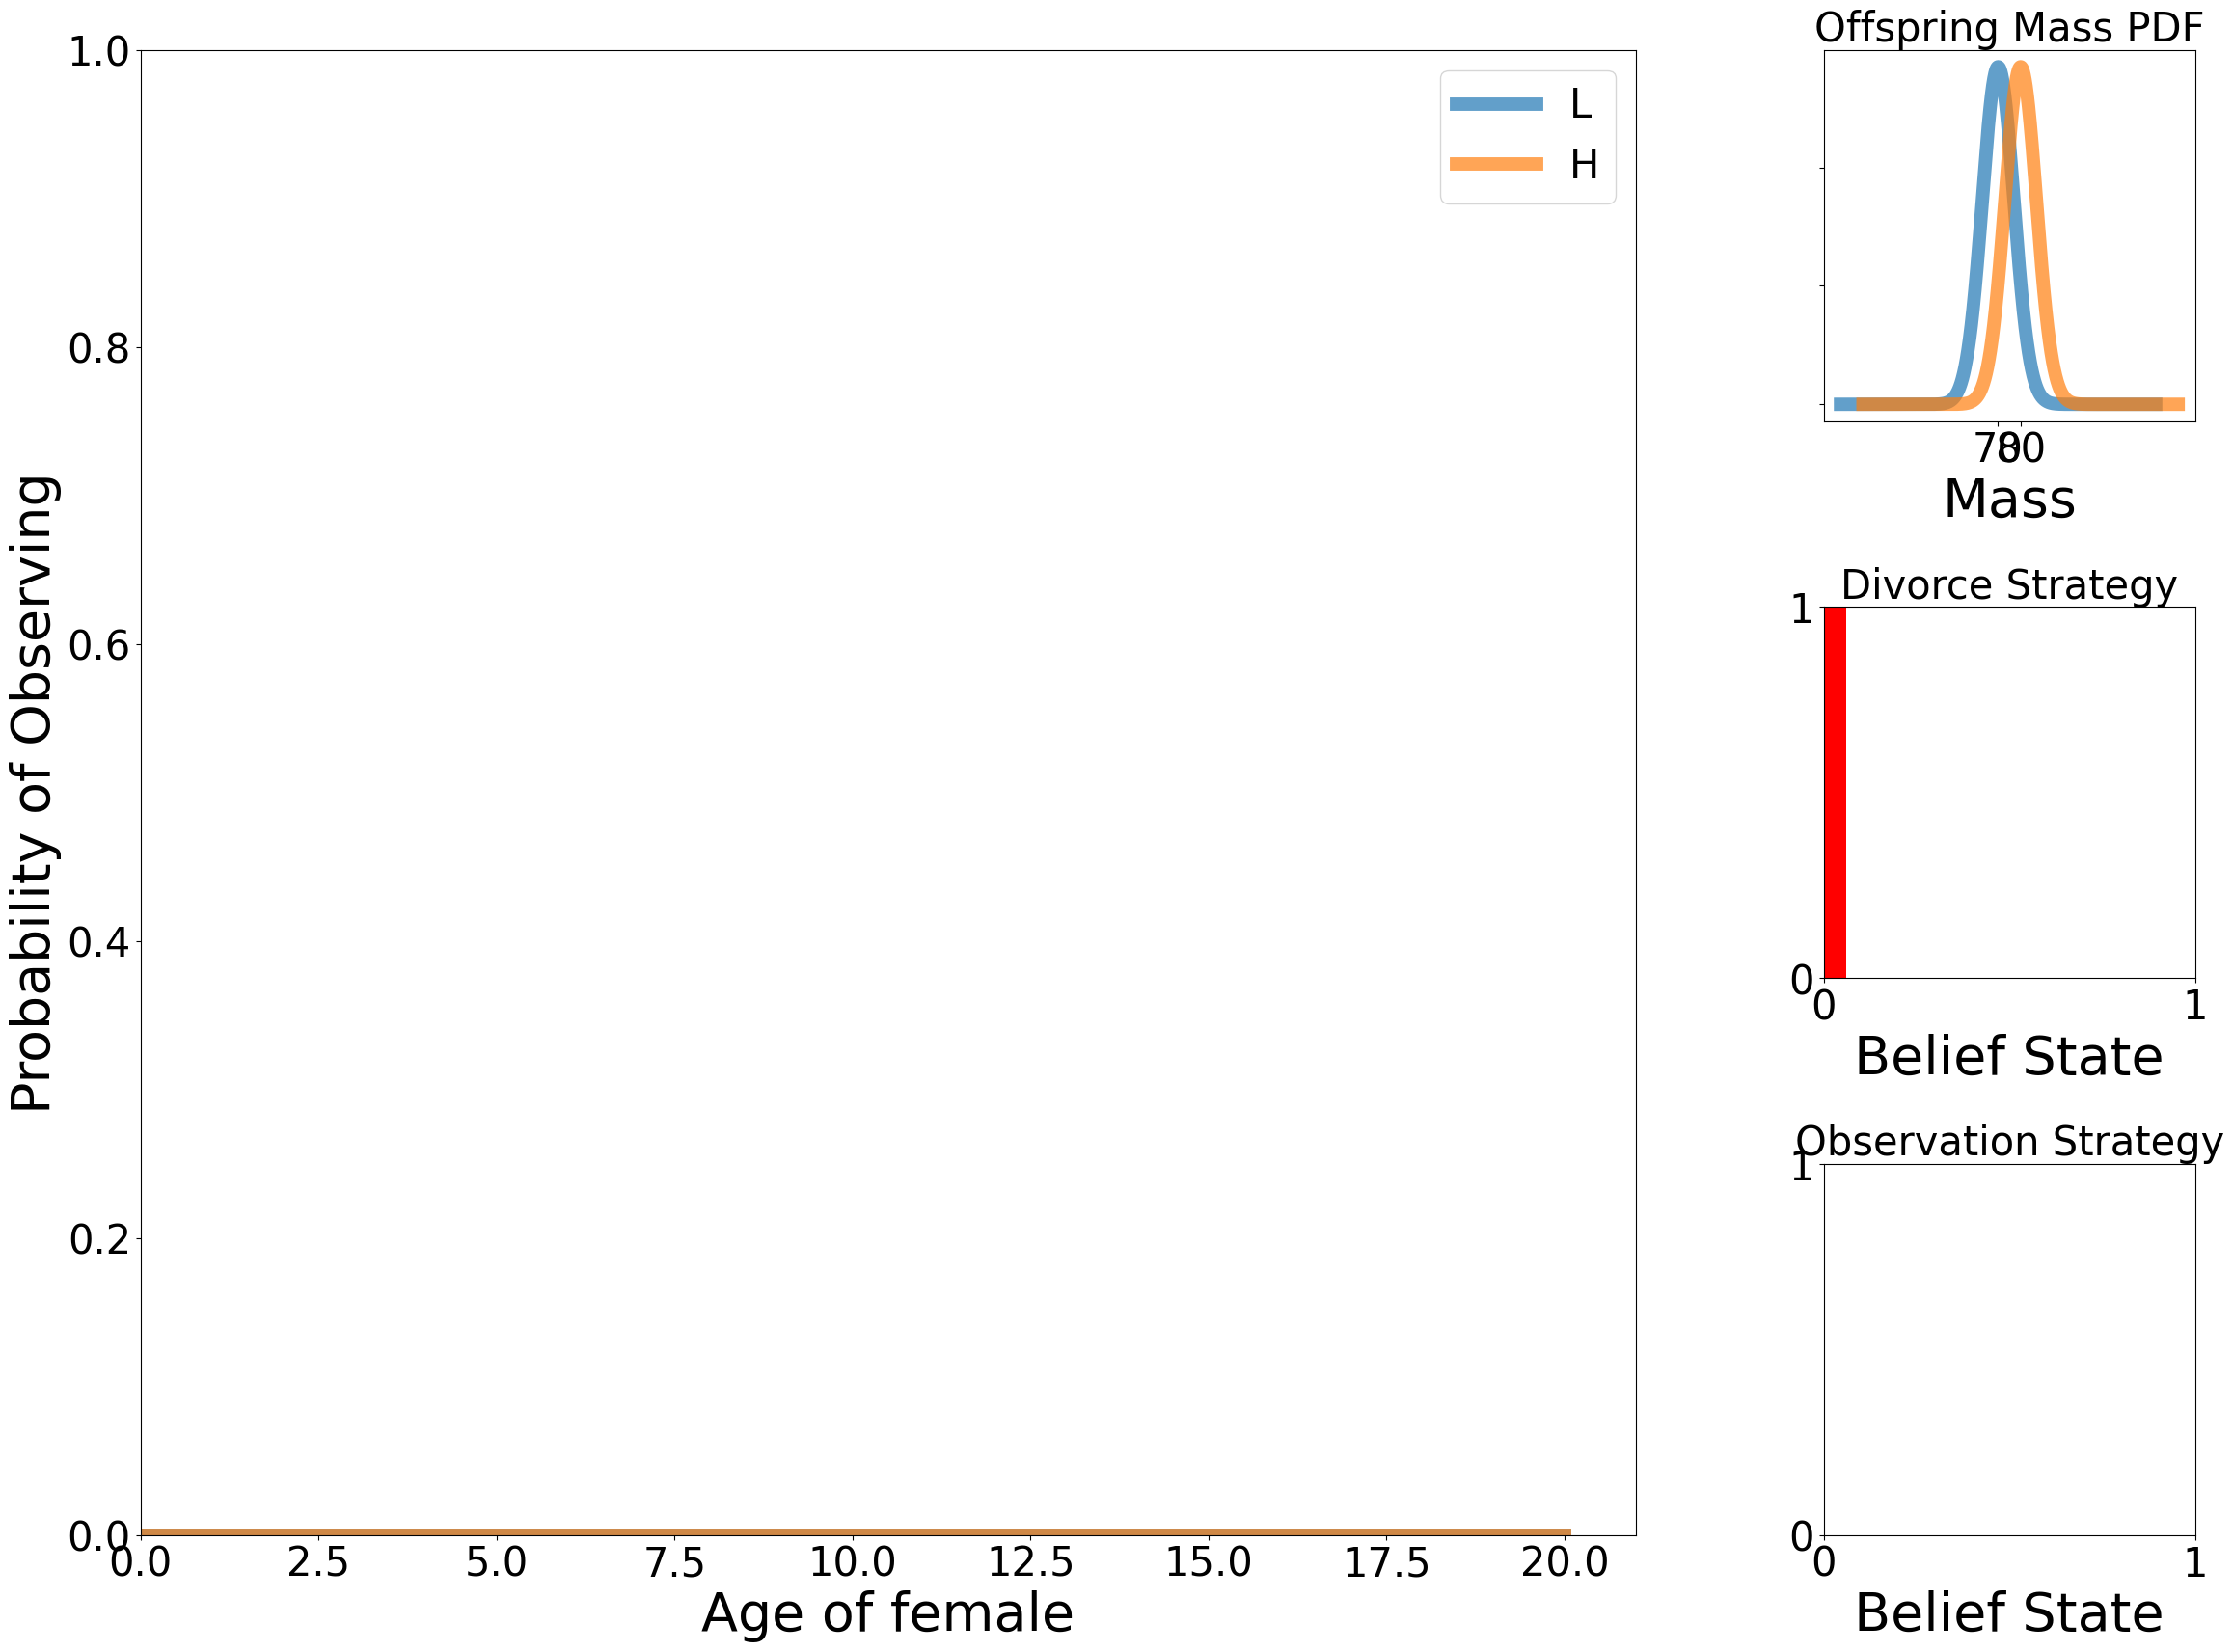 Probability of Observing
1.0
0.8
0.6
0.4
0.2
0.0
0.0 2.5 5.0 7.5 10.0 12.5 15.0 17.5 20.0
Age of female
L
H
Offspring Mass PDF
70 80
Mass
Divorce Strategy
1
0
0 1
Belief State
Observation Strategy
1
0
0 1
Belief State